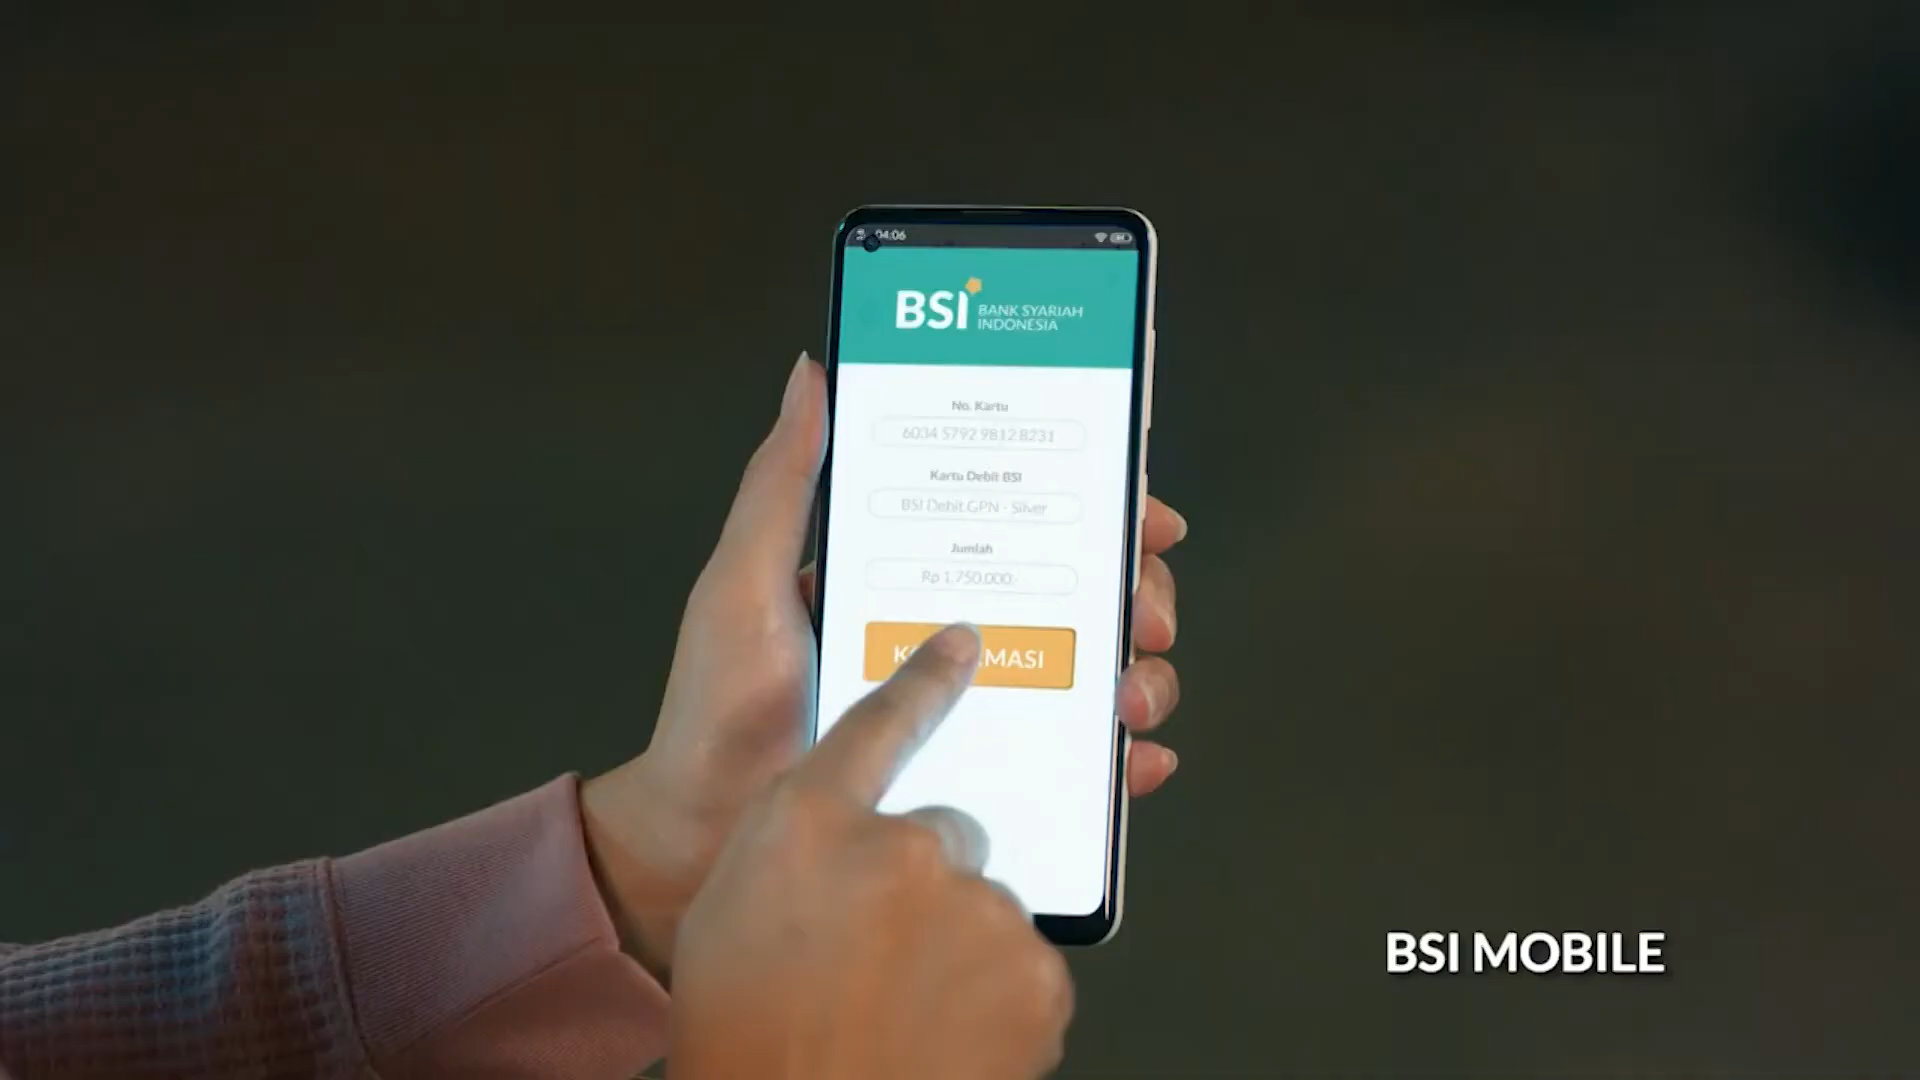 04:06
BSI BANK SYARIAH
INDONESIA
No. Kartu
6034 5792 9812 8231
Kartu Debit BSI
BSI Debit GPN - Silver
Jumlah
Rp 1.750.000,-
MASI
BSI MOBILE